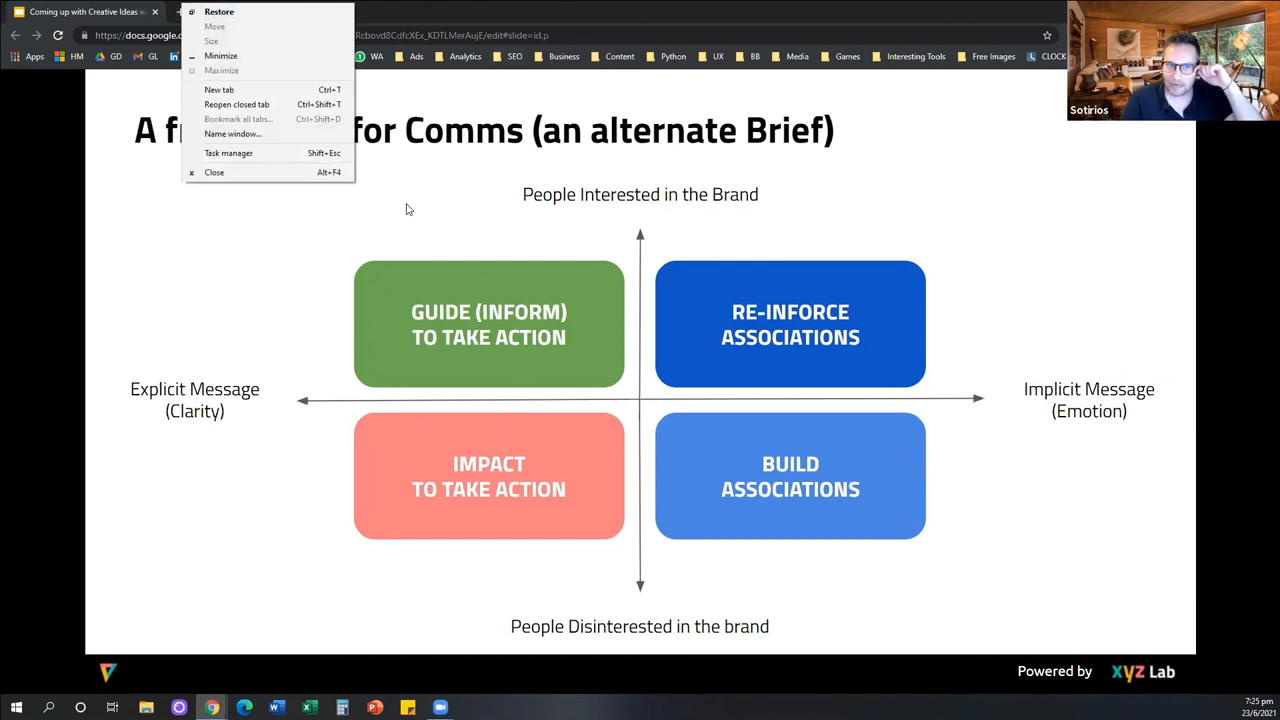 Coming up with Creative Ideas w
https://docs.google.c
Rcbovd8CdfcXEx_KDTLMerAujE/edit#slide=id.p
Apps
HM
GD
GL
WA
Ads
Analytics
SEO
Business
Content
Python
UX
BB
Media
Games
Interesting Tools
Free Images
CLOCK
Restore
Move
Size
Minimize
Maximize
New tab Ctrl+T
Reopen closed tab Ctrl+Shift+T
Bookmark all tabs... Ctrl+Shift+D
Name window...
Task manager Shift+Esc
Close Alt+F4
Sotirios
A f
for Comms (an alternate Brief)
People Interested in the Brand
GUIDE (INFORM)
TO TAKE ACTION
RE-INFORCE
ASSOCIATIONS
Explicit Message
(Clarity)
Implicit Message
(Emotion)
IMPACT
TO TAKE ACTION
BUILD
ASSOCIATIONS
People Disinterested in the brand
Powered by XYZ Lab
7:25 pm
23/6/2021